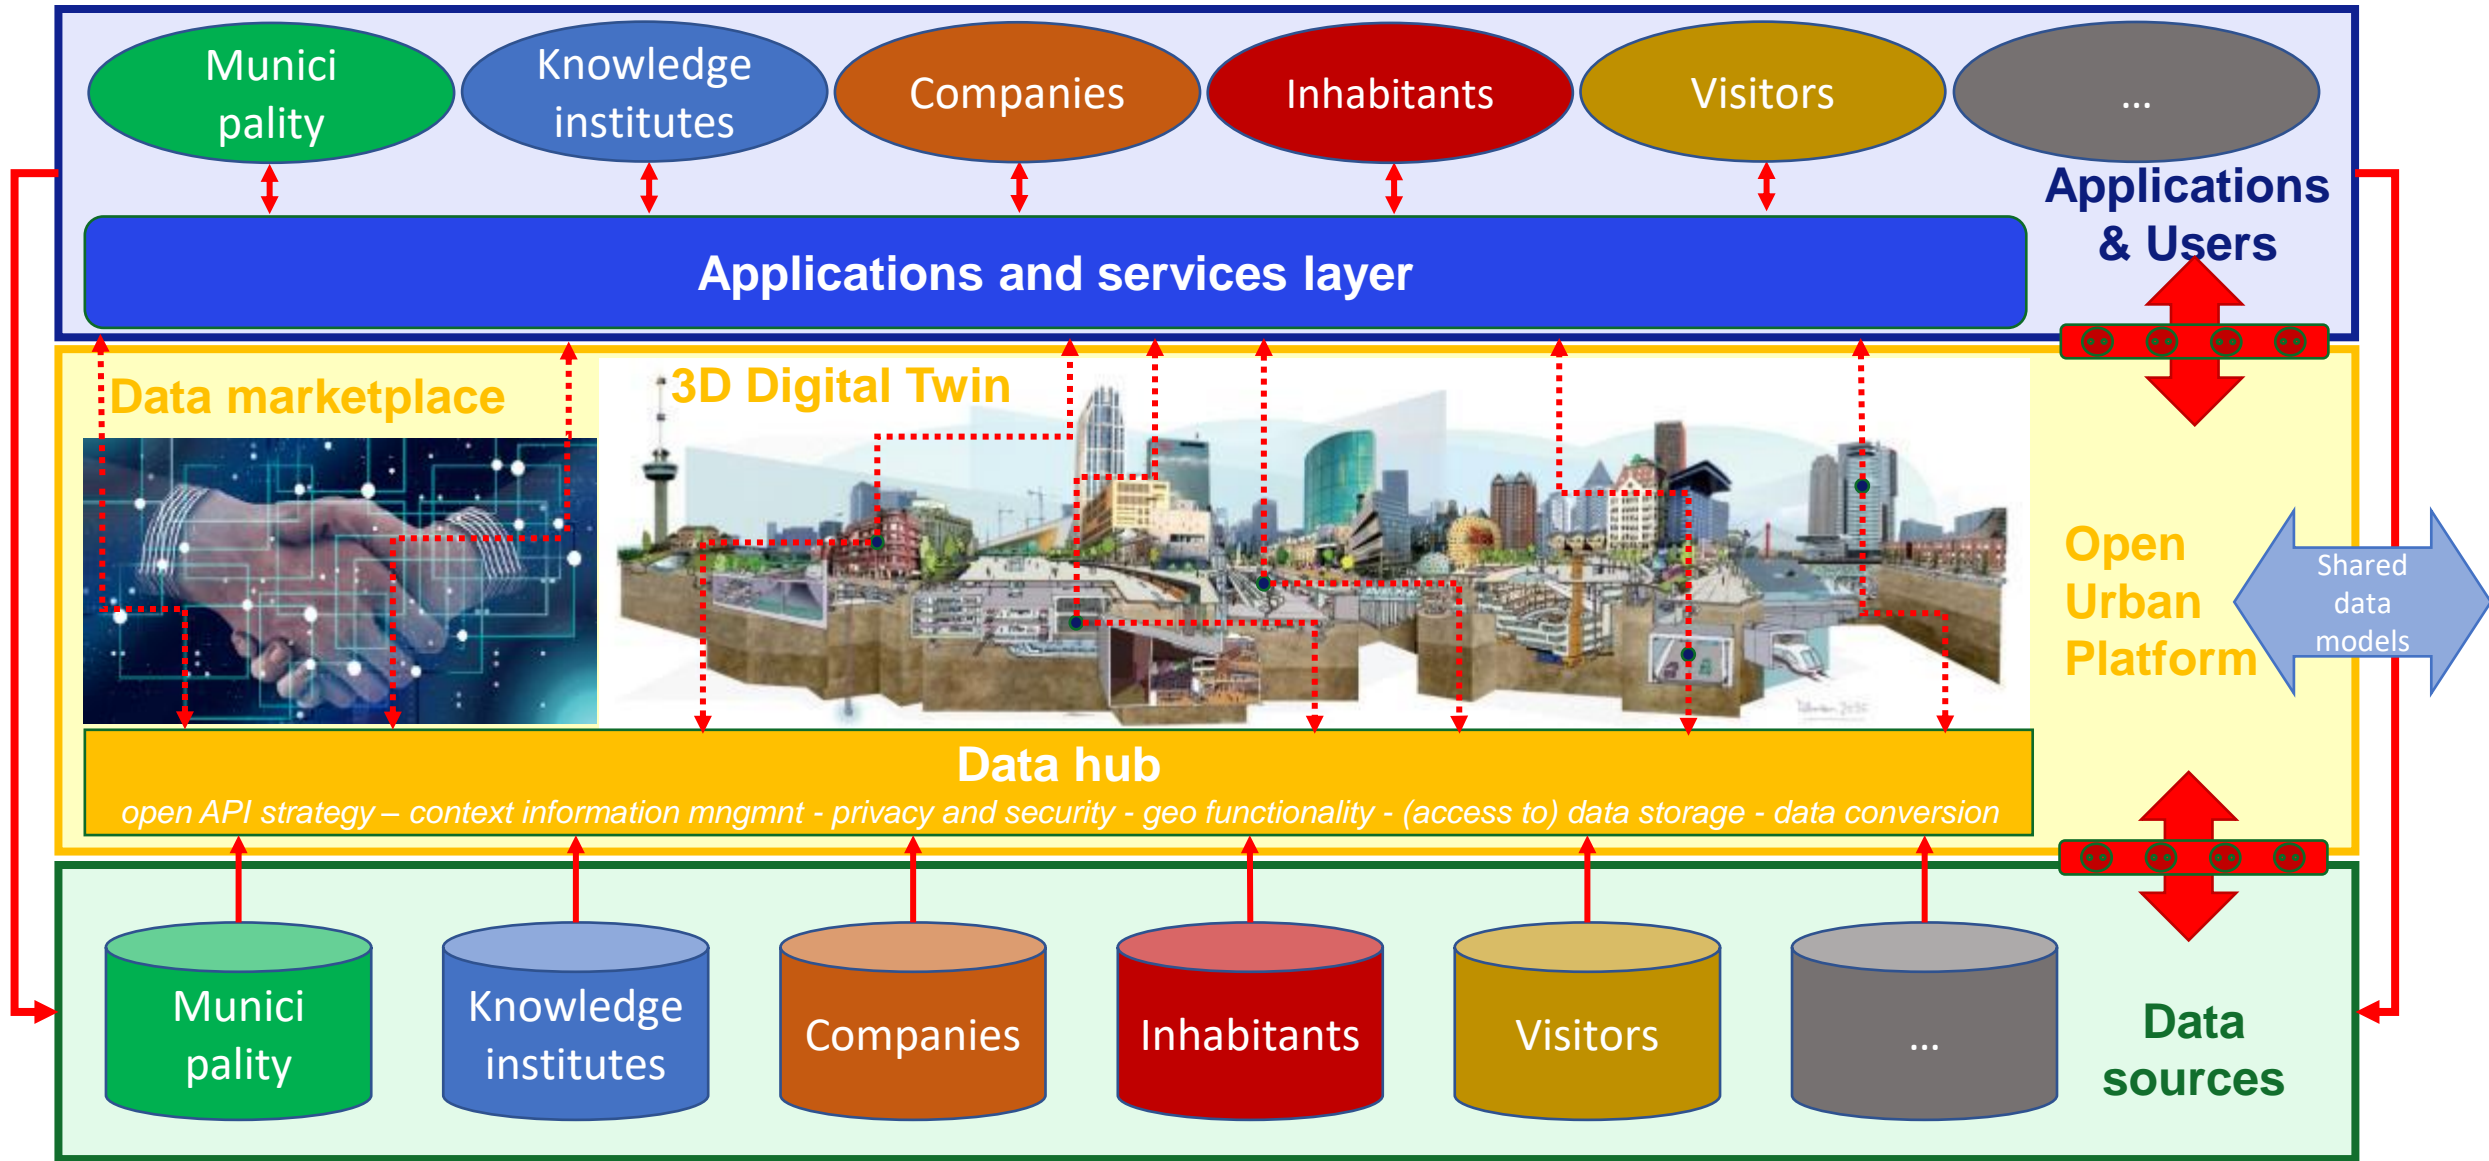 Munici
pality
Knowledge
institutes
Companies
Inhabitants
Visitors
...
Applications
& Users
Applications and services layer
Data marketplace
3D Digital Twin
Open
Urban
Platform
Shared
data
models
Data hub
open API strategy – context information mngmnt - privacy and security - geo functionality - (access to) data storage - data conversion
Munici
pality
Knowledge
institutes
Companies
Inhabitants
Visitors
...
Data
sources